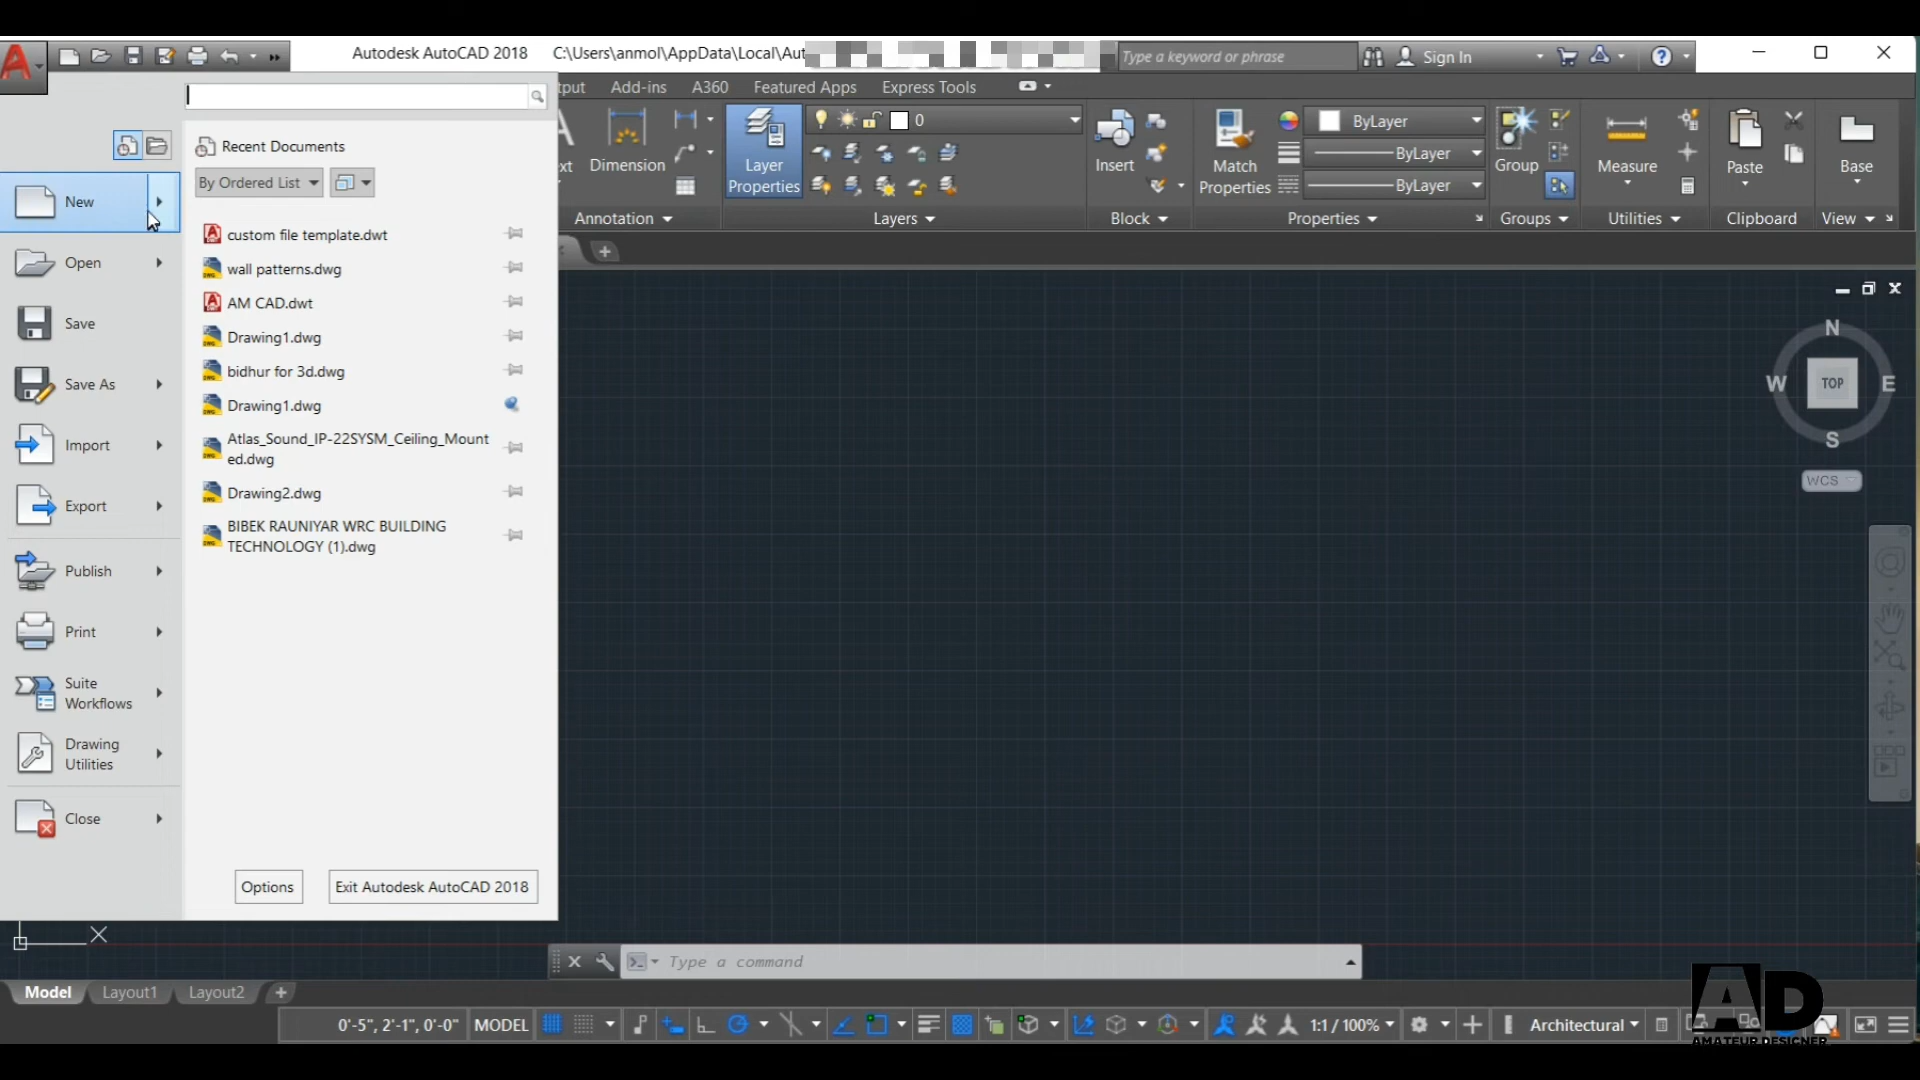 Autodesk AutoCAD 2018 C:\Users\anmol\AppData\Local\Aut
Type a keyword or phrase
Sign In
Add-ins A360 Featured Apps Express Tools
Recent Documents
By Ordered List
New
Open
Save
Save As
Import
Export
Publish
Print
Suite
Workflows
Drawing
Utilities
Close
custom file template.dwt
wall patterns.dwg
AM CAD.dwt
Drawing1.dwg
bidhur for 3d.dwg
Drawing1.dwg
Atlas_Sound_IP-22SYSM_Ceiling_Mount
ed.dwg
Drawing2.dwg
BIBEK RAUNIYAR WRC BUILDING
TECHNOLOGY (1).dwg
Options Exit Autodesk AutoCAD 2018
Dimension
Annotation
Layer
Properties
0
Layers
Insert
Block
Match
Properties
ByLayer
ByLayer
ByLayer
Properties
Group
Groups
Measure
Utilities
Paste
Clipboard
Base
View
N
W TOP E
S
WCS
X
Type a command
Model Layout1 Layout2
0'-5", 2'-1", 0'-0" MODEL
1:1 / 100%
Architectural
AD
AMATEUR DESIGNER